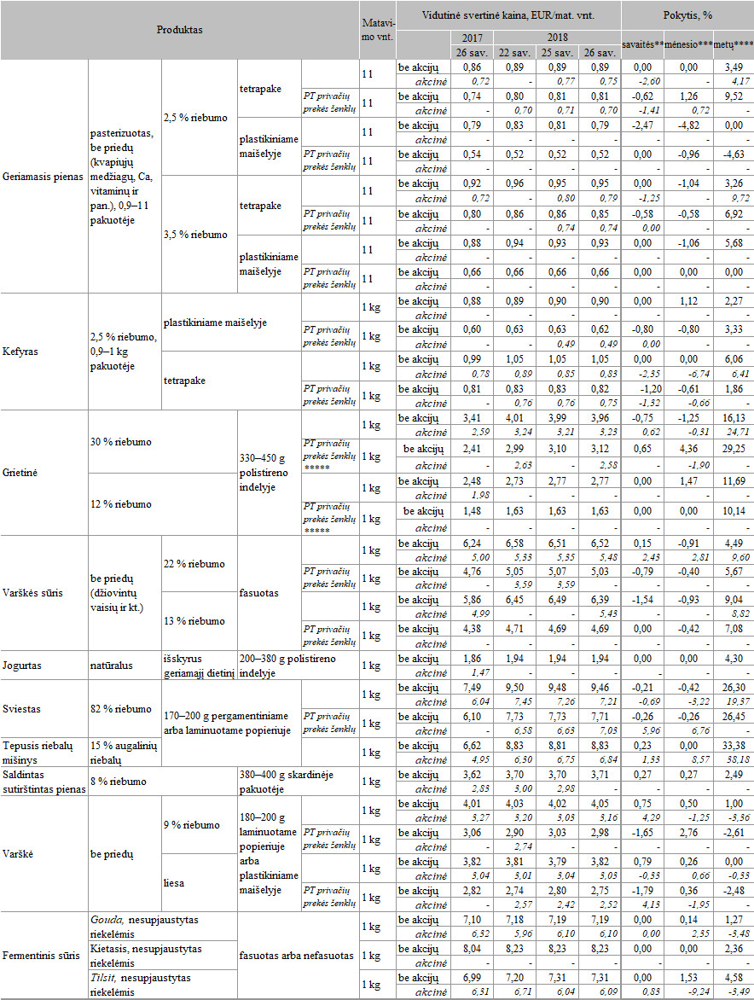 Produktas Matavi- Vidutinė svertinė kaina, EUR/mat. vnt. Pokytis, %
mo vnt. 2017 2018 savaitės** mėnesio*** metų****
26 sav. 22 sav. 25 sav. 26 sav.
Geriamasis pienas pasterizuotas, be priedų (kvapiųjų medžiagų, Ca, vitaminų ir pan.), 0,9–1 l pakuotėje
2,5 % riebumo tetrapake 1 l be akcijų 0,86 0,89 0,89 0,89 0,00 0,00 3,49
akcinė 0,72 - 0,77 0,75 -2,60 - 4,17
PT privačių prekės ženklų 1 l be akcijų 0,74 0,80 0,81 0,81 -0,62 1,26 9,52
akcinė - 0,70 0,71 0,70 -1,41 0,72 -
plastikiniame maišelyje 1 l be akcijų 0,79 0,83 0,81 0,79 -2,47 -4,82 0,00
akcinė - - - - - - -
PT privačių prekės ženklų 1 l be akcijų 0,54 0,52 0,52 0,52 0,00 -0,96 -4,63
akcinė - - - - - - -
3,5 % riebumo tetrapake 1 l be akcijų 0,92 0,96 0,95 0,95 0,00 -1,04 3,26
akcinė 0,72 - 0,80 0,79 -1,25 - 9,72
PT privačių prekės ženklų 1 l be akcijų 0,80 0,86 0,86 0,85 -0,58 -0,58 6,92
akcinė - - 0,74 0,74 0,00 - -
plastikiniame maišelyje 1 l be akcijų 0,88 0,94 0,93 0,93 0,00 -1,06 5,68
akcinė - - - - - - -
PT privačių prekės ženklų 1 l be akcijų 0,66 0,66 0,66 0,66 0,00 0,00 0,00
akcinė - - - - - - -
Kefyras 2,5 % riebumo, 0,9–1 kg pakuotėje
plastikiniame maišelyje 1 kg be akcijų 0,88 0,89 0,90 0,90 0,00 1,12 2,27
akcinė - - - - - - -
PT privačių prekės ženklų 1 kg be akcijų 0,60 0,63 0,63 0,62 -0,80 -0,80 3,33
akcinė - - 0,49 0,49 0,00 - -
tetrapake 1 kg be akcijų 0,99 1,05 1,05 1,05 0,00 0,00 6,06
akcinė 0,78 0,89 0,85 0,83 -2,35 -6,74 6,41
PT privačių prekės ženklų 1 kg be akcijų 0,81 0,83 0,83 0,82 -1,20 -0,61 1,86
akcinė - 0,76 0,76 0,75 -1,32 -0,66 -
Grietinė 330–450 g polistireno indelyje
30 % riebumo 1 kg be akcijų 3,41 4,01 3,99 3,96 -0,75 -1,25 16,13
akcinė 2,59 3,24 3,21 3,23 0,62 -0,31 24,71
PT privačių prekės ženklų ***** 1 kg be akcijų 2,41 2,99 3,10 3,12 0,65 4,36 29,25
akcinė - 2,63 - 2,58 - -1,90 -
12 % riebumo 1 kg be akcijų 2,48 2,73 2,77 2,77 0,00 1,47 11,69
akcinė 1,98 - - - - - -
PT privačių prekės ženklų ***** 1 kg be akcijų 1,48 1,63 1,63 1,63 0,00 0,00 10,14
akcinė - - - - - - -
Varškės sūris be priedų (džiovintų vaisių ir kt.) fasuotas
22 % riebumo 1 kg be akcijų 6,24 6,58 6,51 6,52 0,15 -0,91 4,49
akcinė 5,00 5,33 5,35 5,48 2,43 2,81 9,60
PT privačių prekės ženklų 1 kg be akcijų 4,76 5,05 5,07 5,03 -0,79 -0,40 5,67
akcinė - 3,59 3,59 - - - -
13 % riebumo 1 kg be akcijų 5,86 6,45 6,49 6,39 -1,54 -0,93 9,04
akcinė 4,99 - - 5,43 - - 8,82
PT privačių prekės ženklų 1 kg be akcijų 4,38 4,71 4,69 4,69 0,00 -0,42 7,08
akcinė - - - - - - -
Jogurtas natūralus išskyrus geriamąjį dietinį 200–380 g polistireno indelyje 1 kg be akcijų 1,86 1,94 1,94 1,94 0,00 0,00 4,30
akcinė 1,47 - - - - - -
Sviestas 82 % riebumo 170–200 g pergamentiniame arba laminuotame popieriuje 1 kg be akcijų 7,49 9,50 9,48 9,46 -0,21 -0,42 26,30
akcinė 6,04 7,45 7,26 7,21 -0,69 -3,22 19,37
PT privačių prekės ženklų 1 kg be akcijų 6,10 7,73 7,73 7,71 -0,26 -0,26 26,45
akcinė - 6,58 6,63 7,03 5,96 6,76 -
Tepusis riebalų mišinys 15 % augalinių riebalų 1 kg be akcijų 6,62 8,83 8,81 8,83 0,23 0,00 33,38
akcinė 4,95 6,30 6,75 6,84 1,33 8,57 38,18
Saldintas sutirštintas pienas 8 % riebumo 380–400 g skardinėje pakuotėje 1 kg be akcijų 3,62 3,70 3,70 3,71 0,27 0,27 2,49
akcinė 2,83 3,00 2,98 - - - -
Varškė be priedų 180–200 g laminuotame popieriuje arba plastikiniame maišelyje
9 % riebumo 1 kg be akcijų 4,01 4,03 4,02 4,05 0,75 0,50 1,00
akcinė 3,27 3,20 3,03 3,16 4,29 -1,25 -3,36
PT privačių prekės ženklų 1 kg be akcijų 3,06 2,90 3,03 2,98 -1,65 2,76 -2,61
akcinė - 2,74 - - - - -
liesa 1 kg be akcijų 3,82 3,81 3,79 3,82 0,79 0,26 0,00
akcinė 3,04 3,01 3,04 3,03 -0,33 0,66 -0,33
PT privačių prekės ženklų 1 kg be akcijų 2,82 2,74 2,80 2,75 -1,79 0,36 -2,48
akcinė - 2,57 2,42 2,52 4,13 -1,95 -
Fermentinis sūris fasuotas arba nefasuotas
Gouda, nesupjaustytas riekelėmis 1 kg be akcijų 7,10 7,18 7,19 7,19 0,00 0,14 1,27
akcinė 6,32 5,96 6,10 6,10 0,00 2,35 -3,48
Kietasis, nesupjaustytas riekelėmis 1 kg be akcijų 8,04 8,23 8,23 8,23 0,00 0,00 2,36
akcinė - - - - - - -
Tilsit, nesupjaustytas riekelėmis 1 kg be akcijų 6,99 7,20 7,31 7,31 0,00 1,53 4,58
akcinė 6,31 6,71 6,04 6,09 0,83 -9,24 -3,49